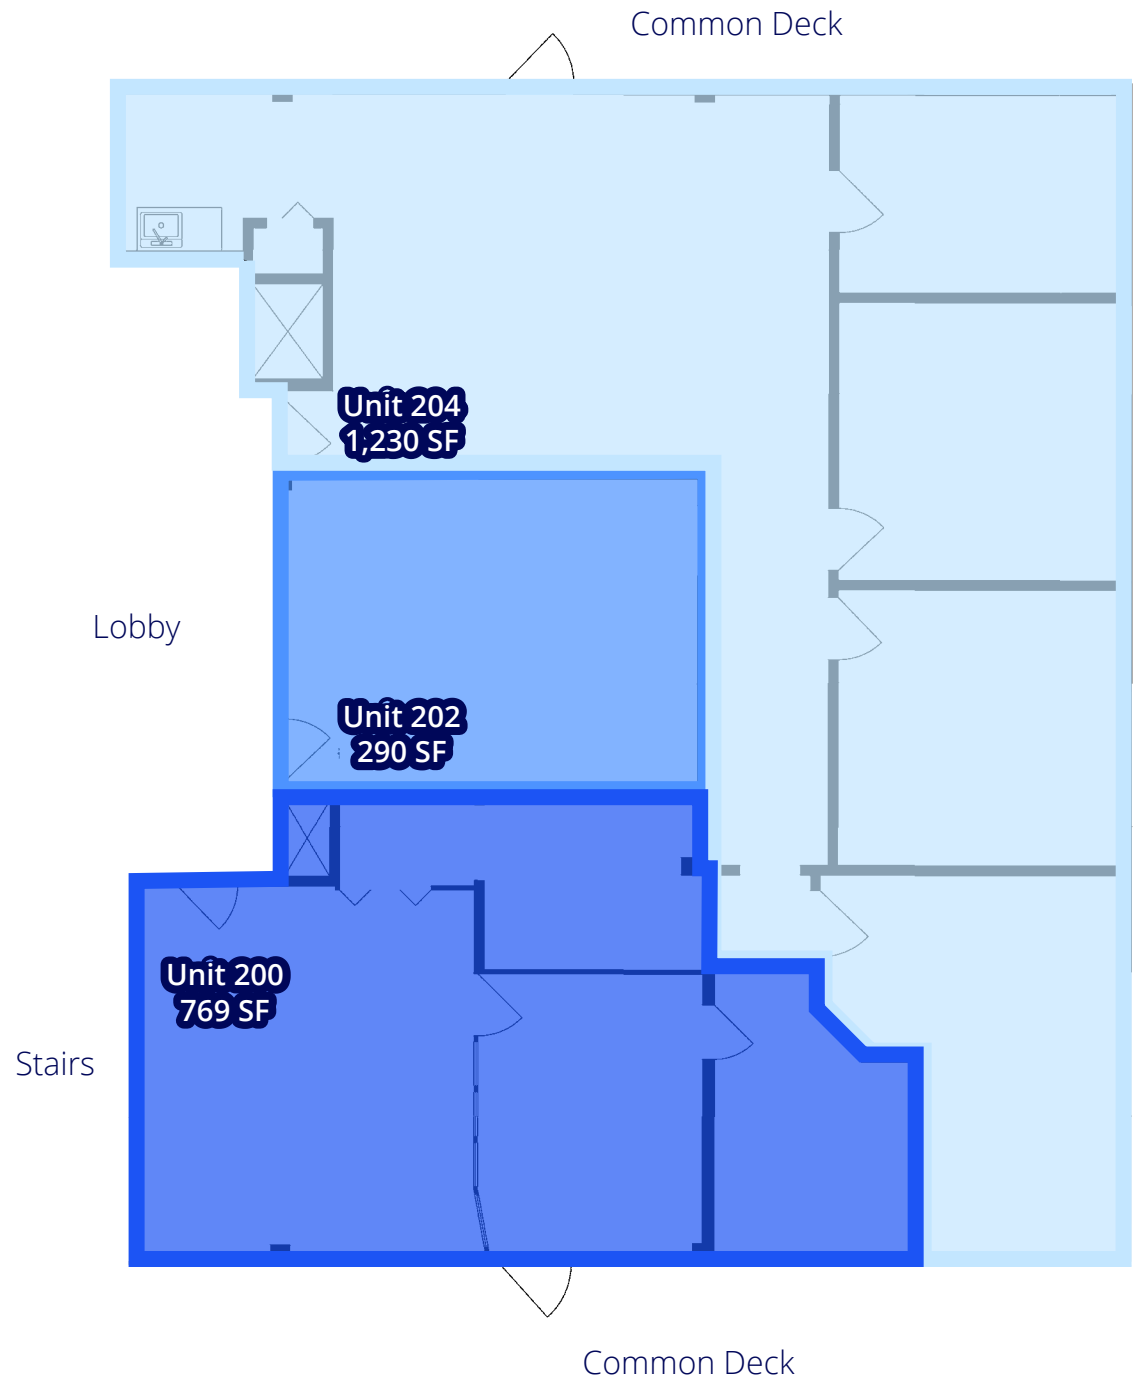 Common Deck
Unit 204
1,230 SF
Lobby
Unit 202
290 SF
Unit 200
769 SF
Stairs
Common Deck